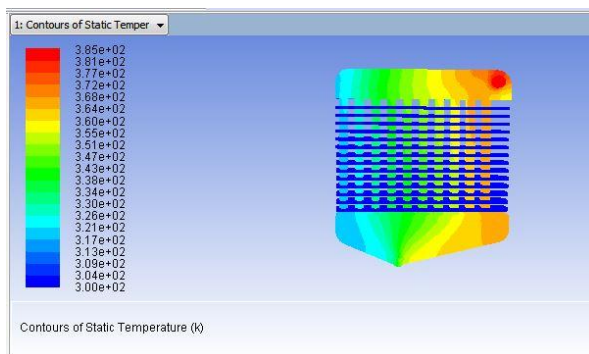 1: Contours of Static Temper
3.85e+02
3.81e+02
3.77e+02
3.72e+02
3.68e+02
3.64e+02
3.60e+02
3.55e+02
3.51e+02
3.47e+02
3.43e+02
3.38e+02
3.34e+02
3.30e+02
3.26e+02
3.21e+02
3.17e+02
3.13e+02
3.09e+02
3.04e+02
3.00e+02
Contours of Static Temperature (k)